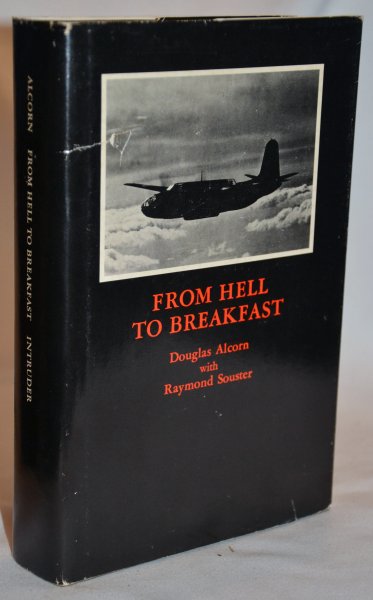 ALCORN FROM HELL TO BREAKFAST INTRUDER
FROM HELL
TO BREAKFAST
Douglas Alcorn
with
Raymond Souster